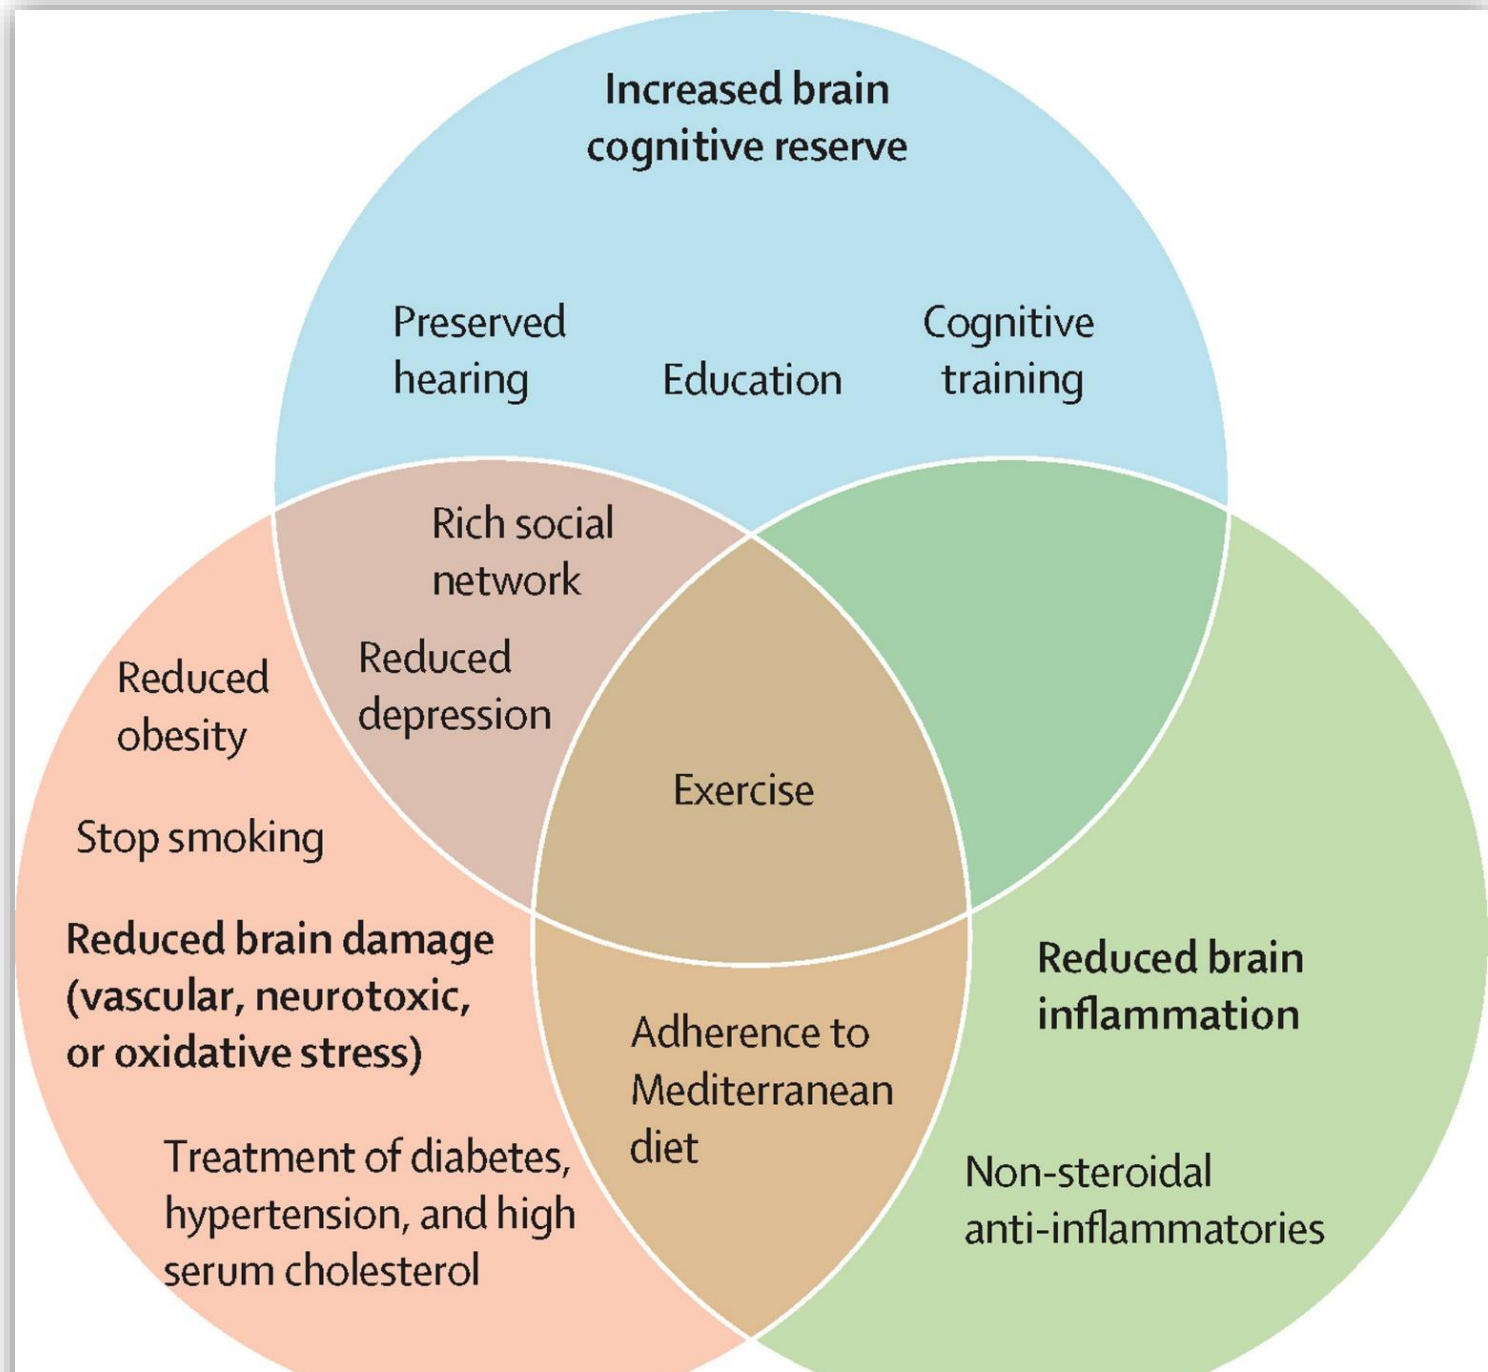 Increased brain
cognitive reserve
Preserved
hearing
Education
Cognitive
training
Rich social
network
Reduced
depression
Reduced
obesity
Stop smoking
Exercise
Reduced brain damage
(vascular, neurotoxic,
or oxidative stress)
Reduced brain
inflammation
Adherence to
Mediterranean
diet
Treatment of diabetes,
hypertension, and high
serum cholesterol
Non-steroidal
anti-inflammatories